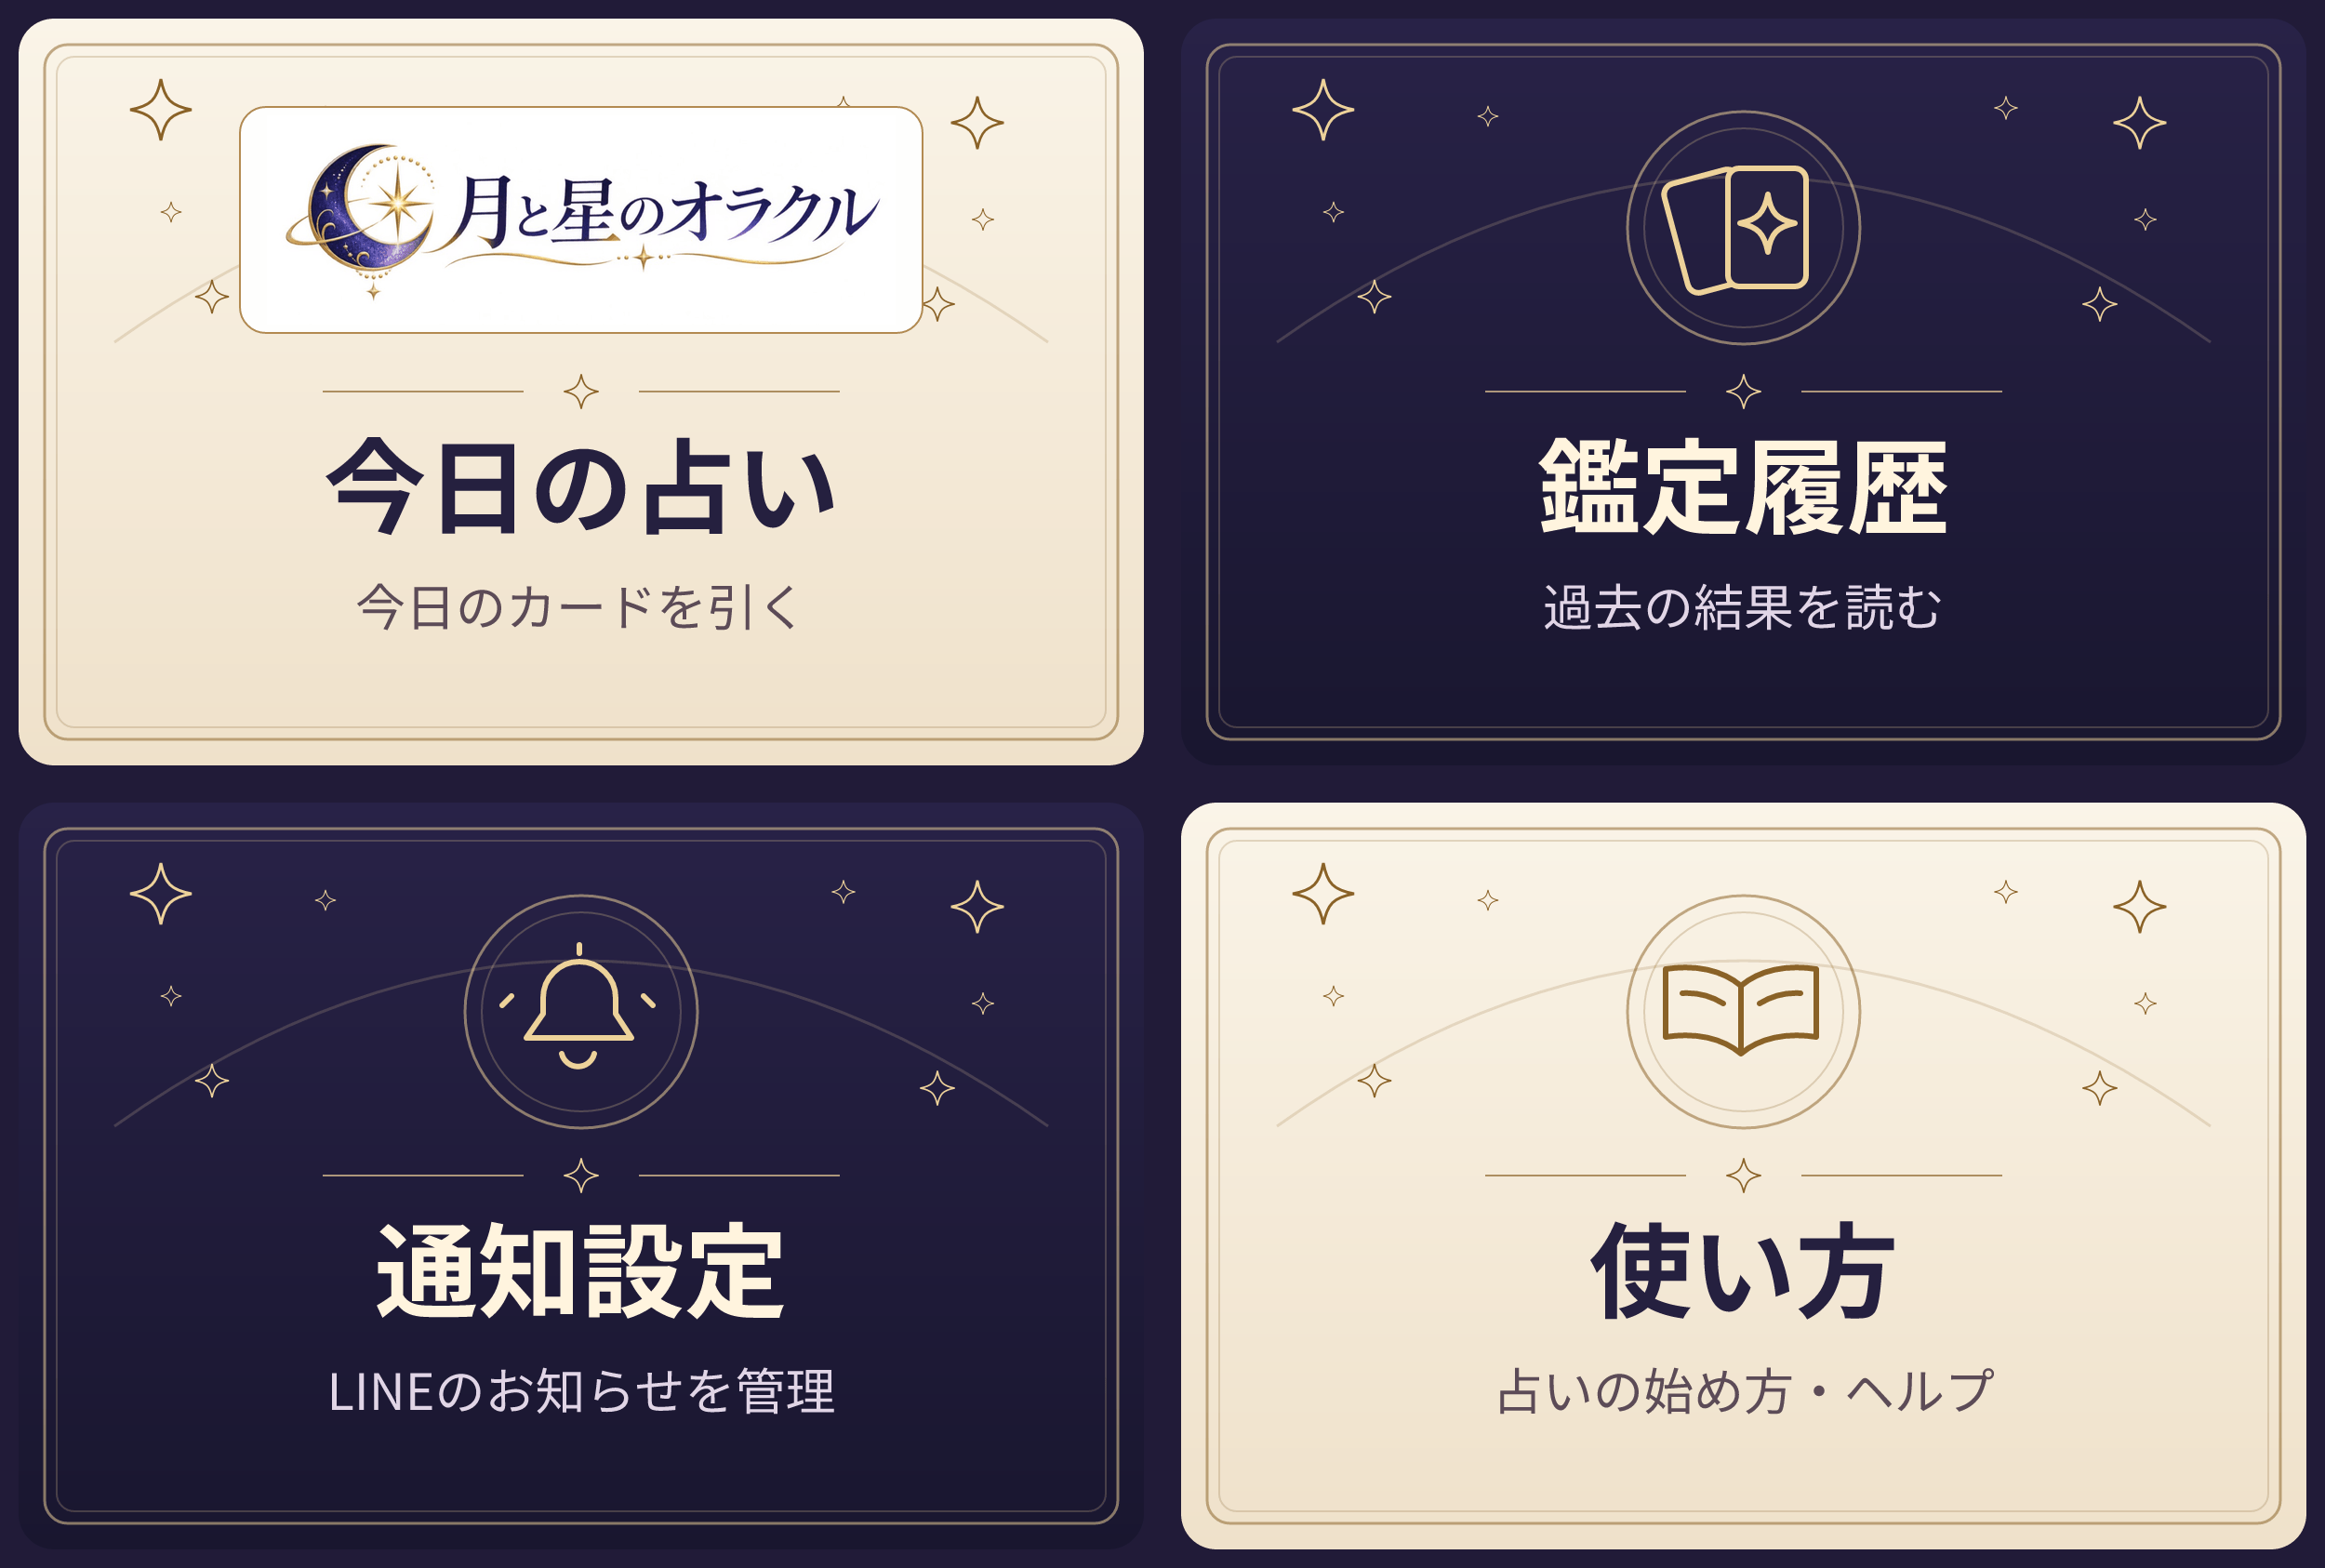 月と星のオラクル
今日の占い
今日のカードを引く
鑑定履歴
過去の結果を読む
通知設定
LINEのお知らせを管理
使い方
占いの始め方・ヘルプ